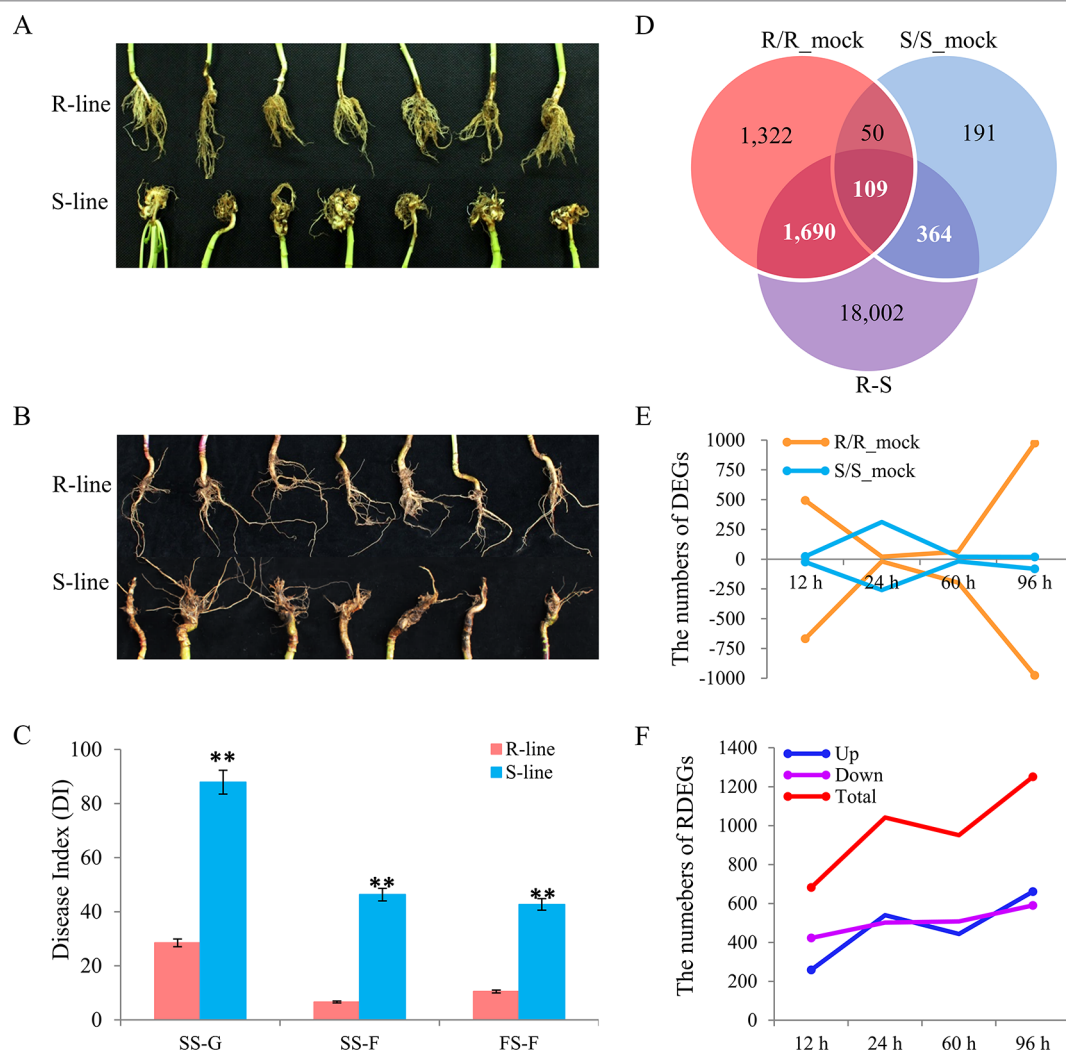 A
R-line
S-line
B
R-line
S-line
C
Disease Index (DI)
100
80
60
40
20
0
**
**
**
R-line
S-line
SS-G
SS-F
FS-F
D
R/R_mock
S/S_mock
1,322
50
191
109
1,690
364
18,002
R-S
E
The numbers of DEGs
1000
750
500
250
0
-250
-500
-750
-1000
R/R_mock
S/S_mock
12 h
24 h
60 h
96 h
F
The numebers of RDEGs
1400
1200
1000
800
600
400
200
0
Up
Down
Total
12 h
24 h
60 h
96 h